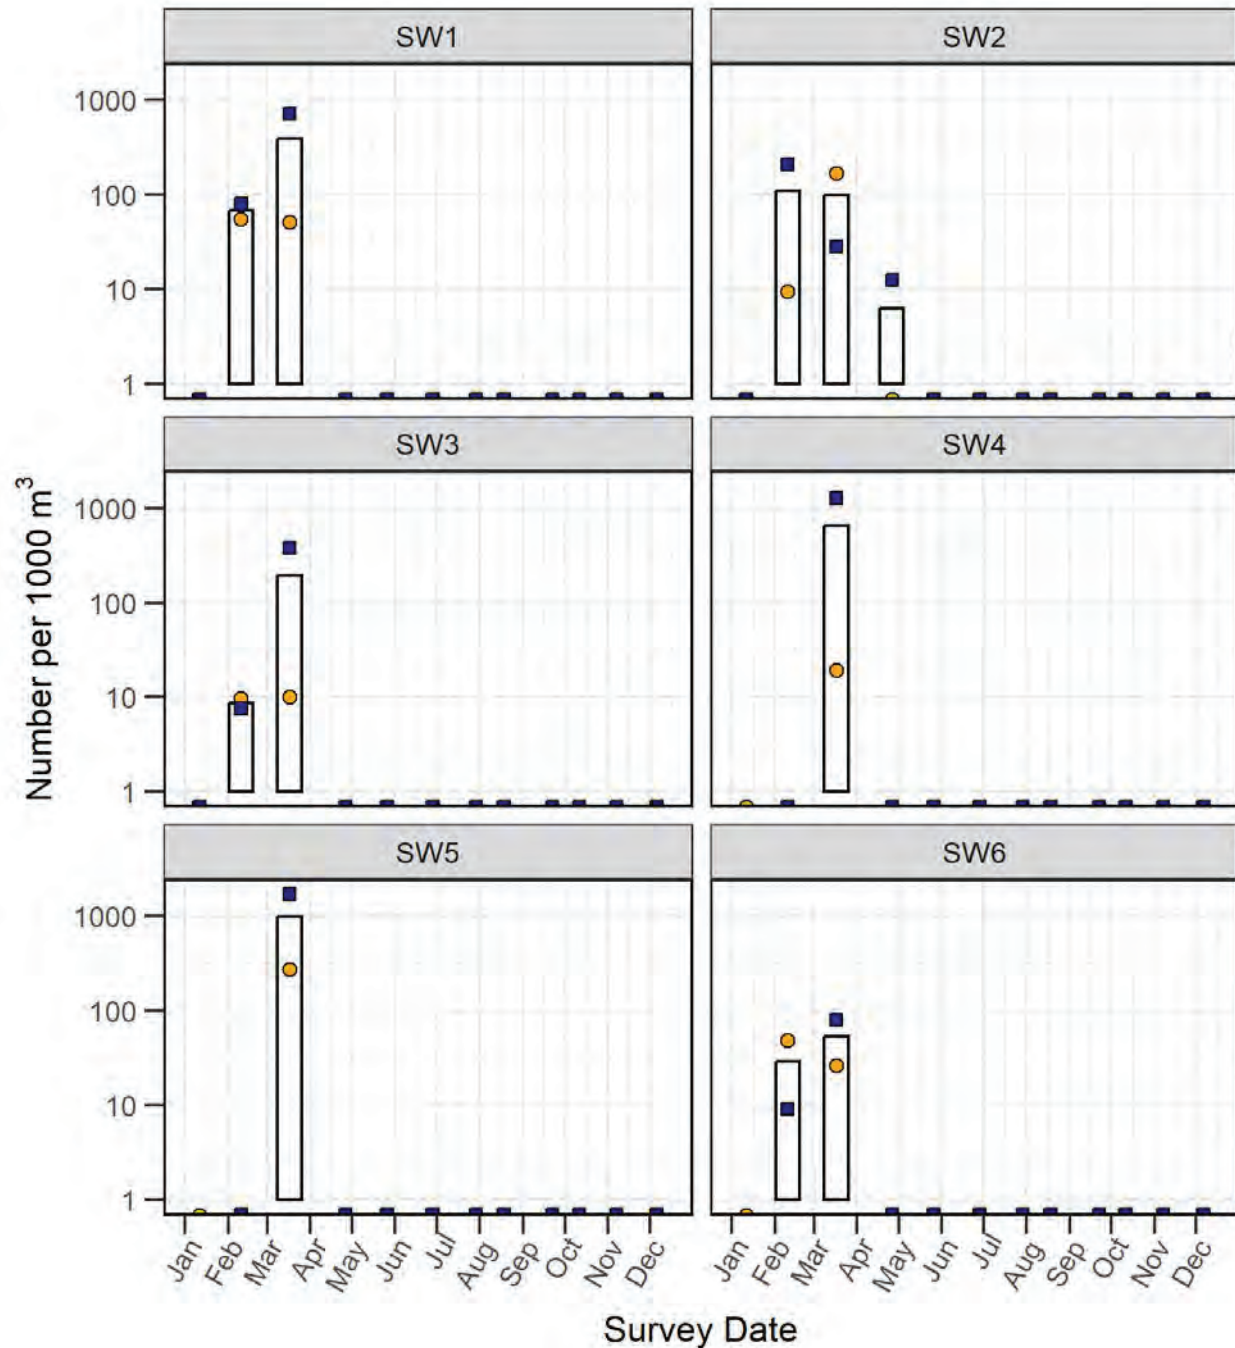 SW1
SW2
1000
100
10
1
SW3
SW4
1000
100
10
1
SW5
SW6
1000
100
10
1
Number per 1000 m³
Jan Feb Mar Apr May Jun Jul Aug Sep Oct Nov Dec
Jan Feb Mar Apr May Jun Jul Aug Sep Oct Nov Dec
Survey Date